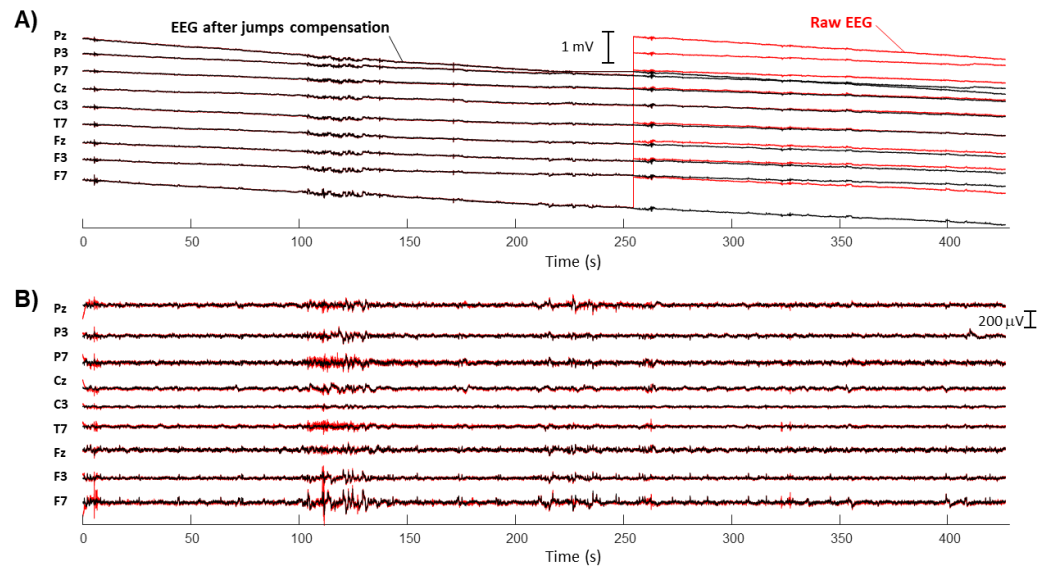 A)
EEG after jumps compensation
Raw EEG
1 mV
Pz
P3
P7
Cz
C3
T7
Fz
F3
F7
0 50 100 150 200 250 300 350 400
Time (s)
B)
200 µV
Pz
P3
P7
Cz
C3
T7
Fz
F3
F7
0 50 100 150 200 250 300 350 400
Time (s)